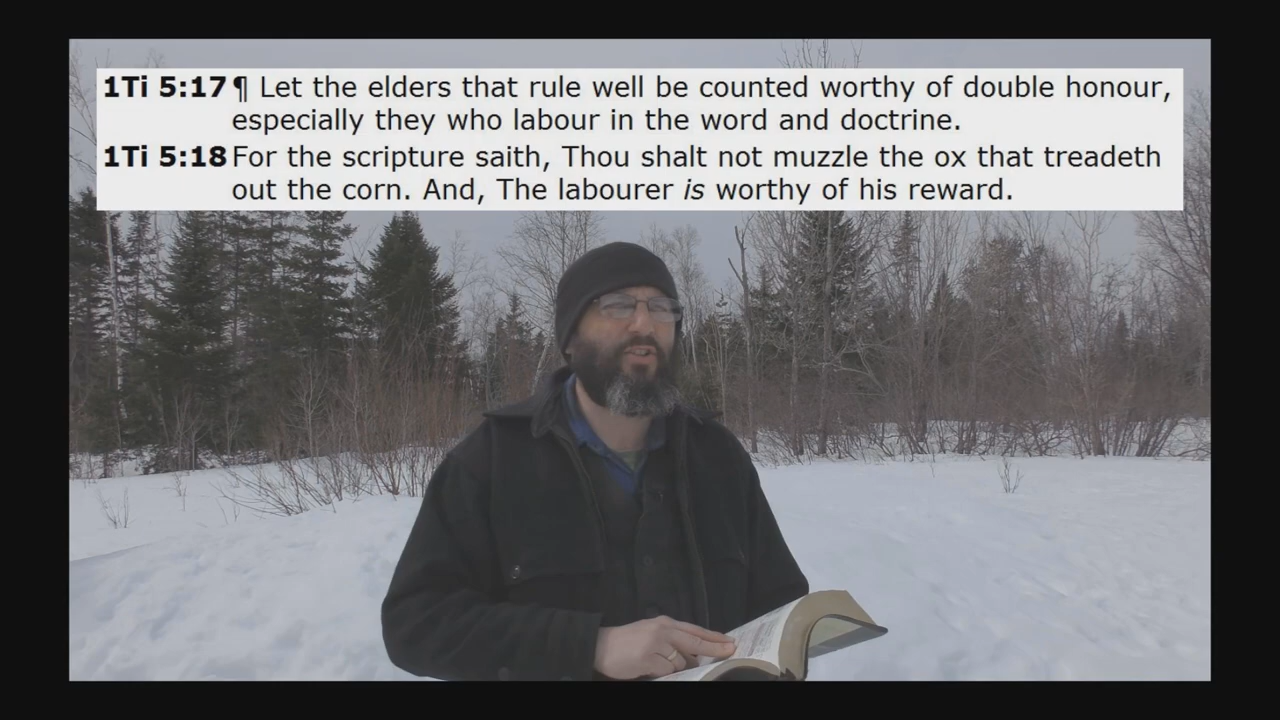 1Ti 5:17 ¶ Let the elders that rule well be counted worthy of double honour,
especially they who labour in the word and doctrine.
1Ti 5:18 For the scripture saith, Thou shalt not muzzle the ox that treadeth
out the corn. And, The labourer is worthy of his reward.